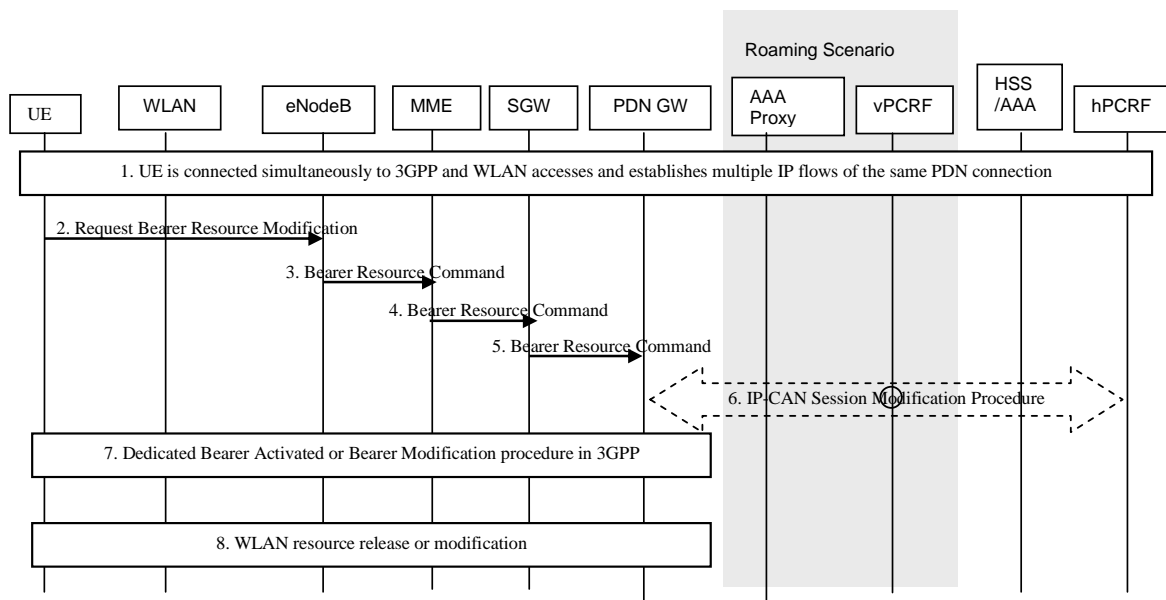 Roaming Scenario
UE
WLAN
eNodeB
MME
SGW
PDN GW
AAA
Proxy
vPCRF
HSS
/AAA
hPCRF
1. UE is connected simultaneously to 3GPP and WLAN accesses and establishes multiple IP flows of the same PDN connection
2. Request Bearer Resource Modification
3. Bearer Resource Command
4. Bearer Resource Command
5. Bearer Resource Command
6. IP-CAN Session Modification Procedure
7. Dedicated Bearer Activated or Bearer Modification procedure in 3GPP
8. WLAN resource release or modification